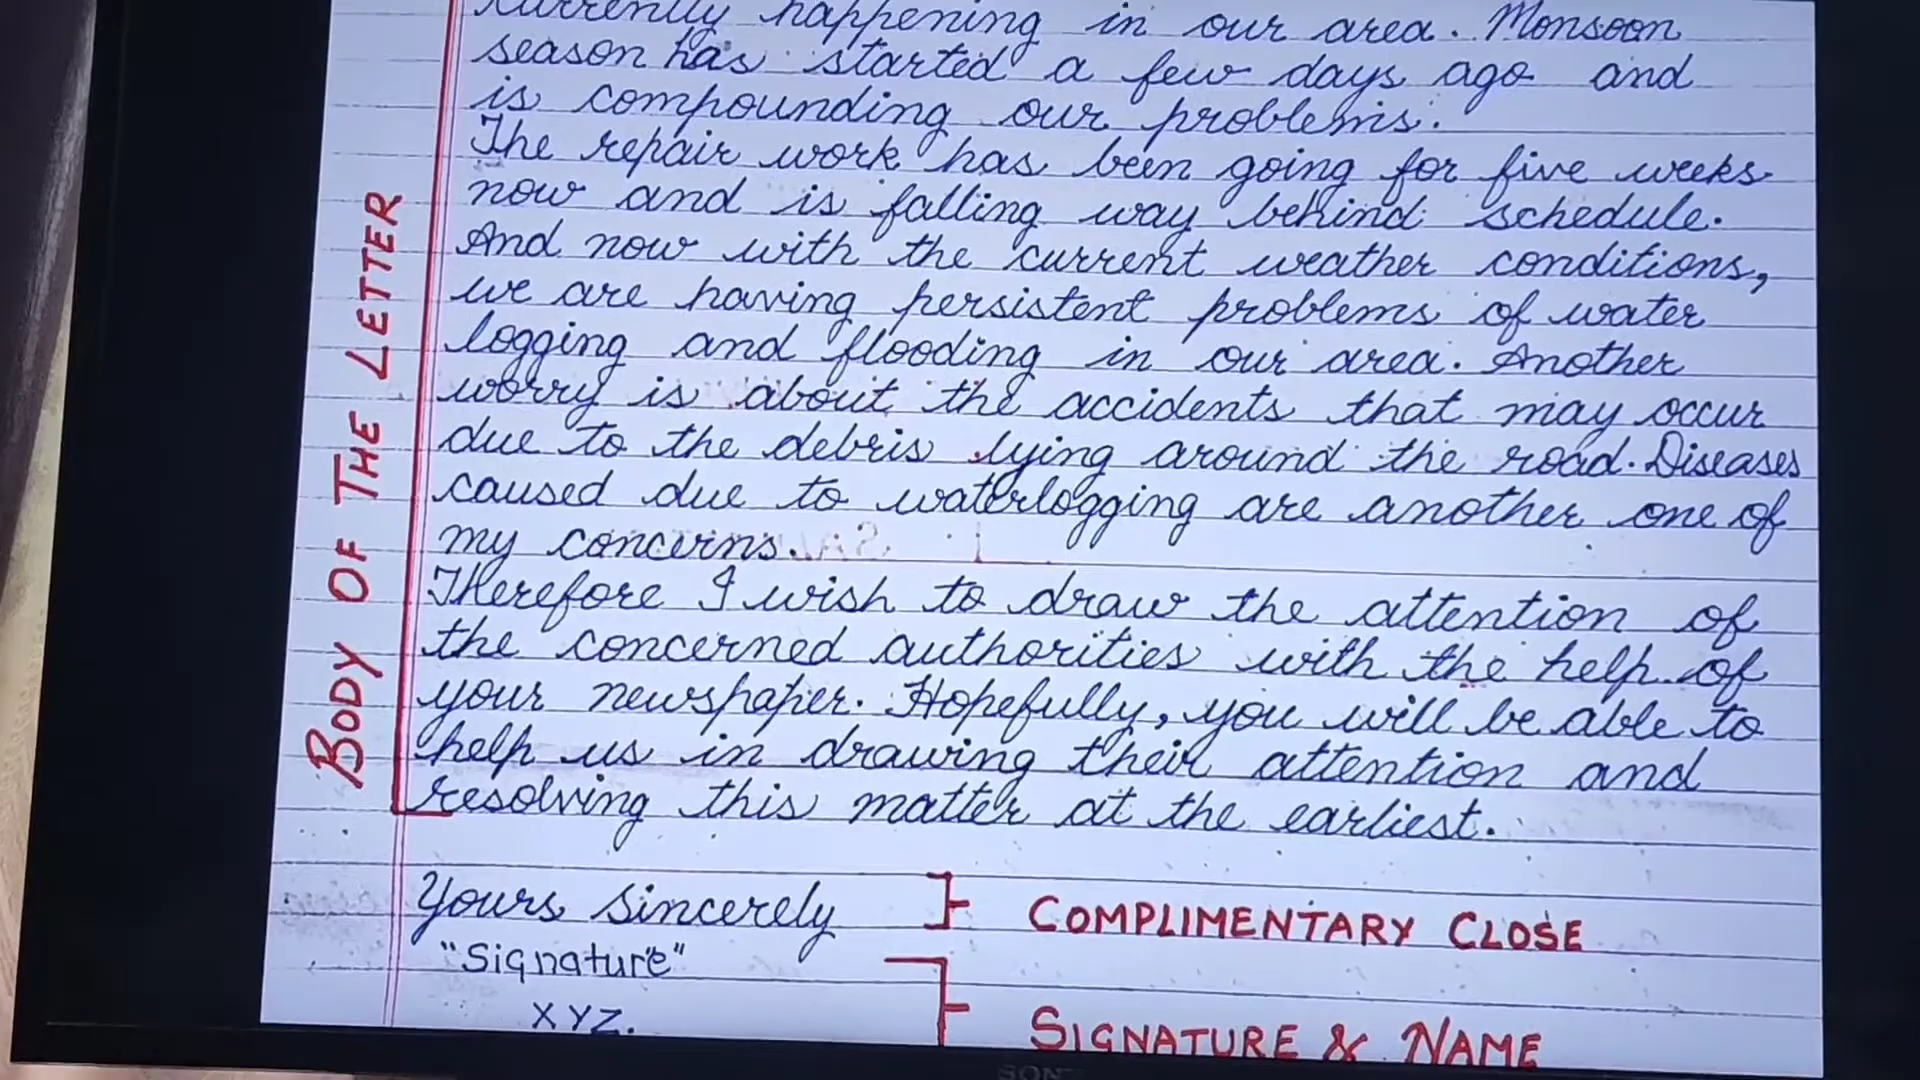 currently happening in our area. Monsoon
season has started a few days ago and
is compounding our problems.
The repair work has been going for five weeks
now and is falling way behind schedule.
And now with the current weather conditions,
we are having persistent problems of water
logging and flooding in our area. Another
worry is about the accidents that may occur
due to the debris lying around the road. Diseases
caused due to waterlogging are another one of
my concerns.
Therefore I wish to draw the attention of
the concerned authorities with the help of
your newspaper. Hopefully, you will be able to
help us in drawing their attention and
resolving this matter at the earliest.
BODY OF THE LETTER
Yours sincerely
COMPLIMENTARY CLOSE
"Signature"
XYZ.
SIGNATURE & NAME
SONY